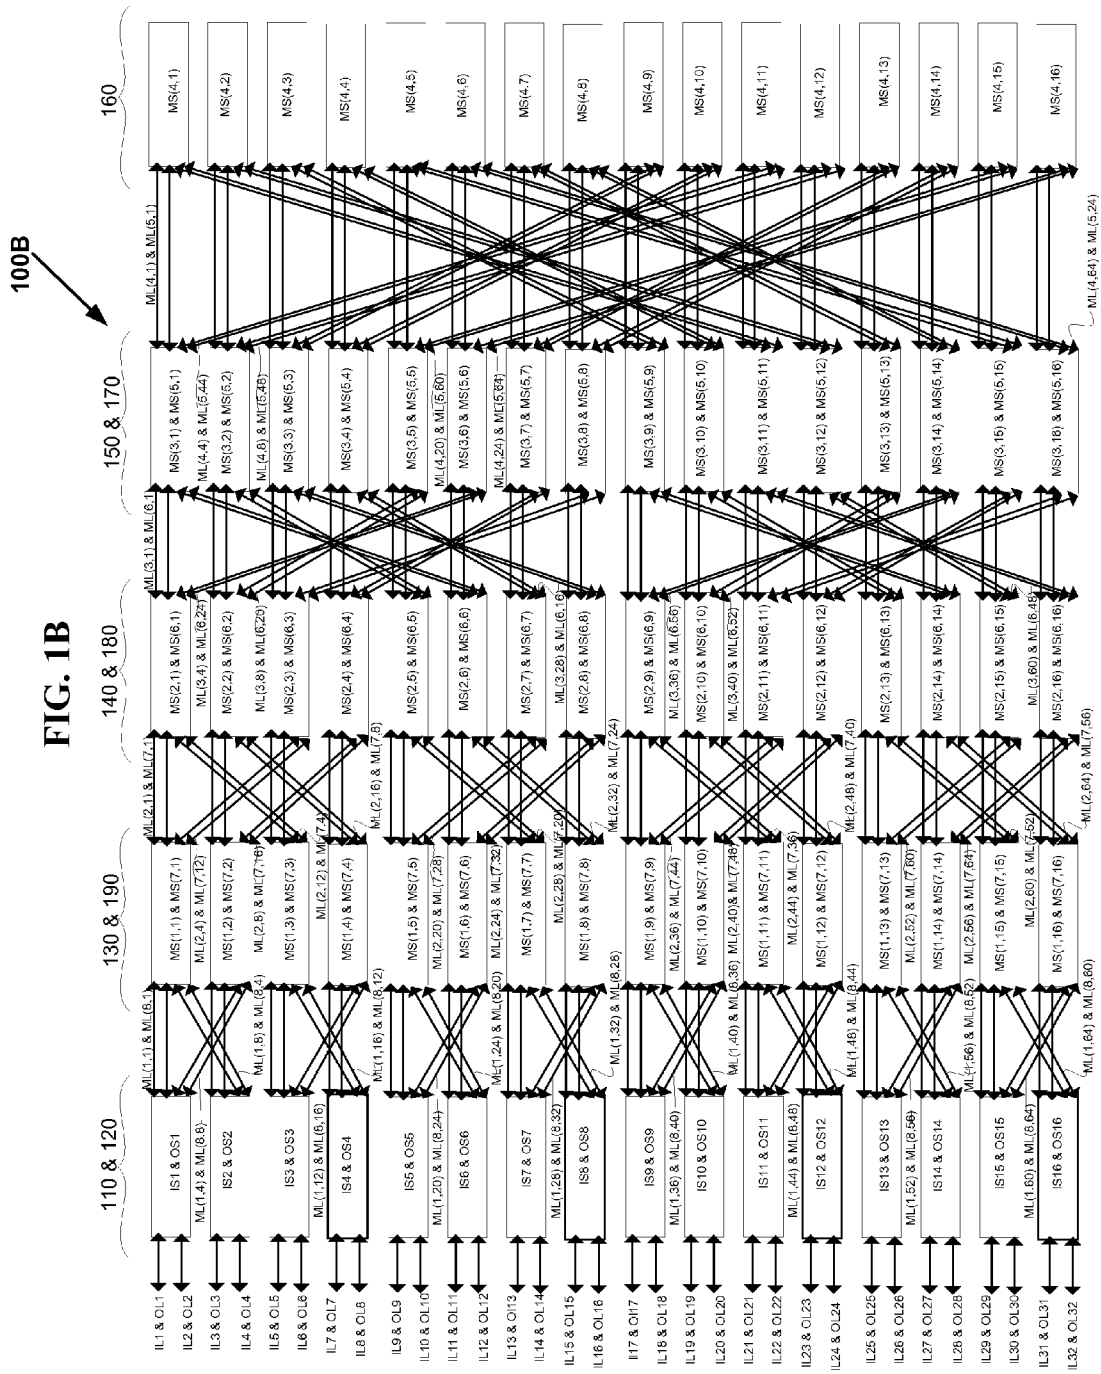 FIG. 1B
100B
110 & 120
130 & 190
140 & 180
150 & 170
160
IL1 & OL1
IL2 & OL2
IL3 & OL3
IL4 & OL4
IL5 & OL5
IL6 & OL6
IL7 & OL7
IL8 & OL8
IL9 & OL9
IL10 & OL10
IL11 & OL11
IL12 & OL12
IL13 & OI13
IL14 & OL14
IL15 & OL15
IL16 & OL16
Il17 & OI17
IL18 & OL18
IL19 & OL19
IL20 & OL20
IL21 & OL21
IL22 & OL22
IL23 & OL23
IL24 & OL24
IL25 & OL25
IL26 & OL26
IL27 & OL27
IL28 & OL28
IL29 & OL29
IL30 & OL30
IL31 & OL31
IL32 & OL32
IS1 & OS1
ML(1,4) & ML(8,8)
IS2 & OS2
IS3 & OS3
ML(1,12) & ML(8,16)
IS4 & OS4
IS5 & OS5
ML(1,20) & ML(8,24)
IS6 & OS6
IS7 & OS7
ML(1,28) & ML(8,32)
IS8 & OS8
IS9 & OS9
ML(1,36) & ML(8,40)
IS10 & OS10
IS11 & OS11
ML(1,44) & ML(8,48)
IS12 & OS12
IS13 & OS13
ML(1,52) & ML(8,56)
IS14 & OS14
IS15 & OS15
ML(1,60) & ML(8,64)
IS16 & OS16
ML(1,1) & ML(8,1)
ML(1,8) & ML(8,4)
ML(1,16) & ML(8,12)
ML(1,24) & ML(8,20)
ML(1,32) & ML(8,28)
ML(1,40) & ML(8,36)
ML(1,48) & ML(8,44)
ML(1,56) & ML(8,52)
ML(1,64) & ML(8,60)
MS(1,1) & MS(7,1)
ML(2,4) & ML(7,12)
MS(1,2) & MS(7,2)
ML(2,8) & ML(7,16)
MS(1,3) & MS(7,3)
ML(2,12) & ML(7,4)
MS(1,4) & MS(7,4)
MS(1,5) & MS(7,5)
ML(2,20) & ML(7,28)
MS(1,6) & MS(7,6)
ML(2,24) & ML(7,32)
MS(1,7) & MS(7,7)
ML(2,28) & ML(7,20)
MS(1,8) & MS(7,8)
MS(1,9) & MS(7,9)
ML(2,36) & ML(7,44)
MS(1,10) & MS(7,10)
ML(2,40)& ML(7,48)
MS(1,11) & MS(7,11)
ML(2,44) & ML(7,36)
MS(1,12) & MS(7,12)
MS(1,13) & MS(7,13)
ML(2,52) & ML(7,60)
MS(1,14) & MS(7,14)
ML(2,56) & ML(7,64)
MS(1,15) & MS(7,15)
ML(2,60) & ML(7,52)
MS(1,16) & MS(7,16)
ML(2,1) & ML(7,1
ML(2,16) & ML(7,8)
ML(2,32) & ML(7,24)
ML(2,48) & ML(7,40)
ML(2,64) & ML(7,56)
MS(2,1) & MS(6,1)
ML(3,4) & ML(6,24)
MS(2,2) & MS(6,2)
MS(2,3) & MS(6,3)
MS(2,4) & MS(6,4)
MS(2,5) & MS(6,5)
MS(2,6) & MS(6,6)
MS(2,7) & MS(6,7)
ML(3,28) & ML(6,16)
MS(2,8) & MS(6,8)
MS(2,9) & MS(6,9)
ML(3,36) & ML(6,56)
MS(2,10) & MS(6,10)
ML(3,40) & ML(6,52)
MS(2,11) & MS(6,11)
MS(2,12) & MS(6,12)
MS(2,13) & MS(6,13)
MS(2,14) & MS(6,14)
MS(2,15) & MS(6,15)
ML(3,60) & ML(6,48)
MS(2,16) & MS(6,16)
ML(3,1) & ML(6,1
MS(3,1) & MS(5,1)
ML(4,4) & ML(5,44)
MS(3,2) & MS(5,2)
ML(4,8) & ML(5,48)
MS(3,3) & MS(5,3)
MS(3,4) & MS(5,4)
MS(3,5) & MS(5,5)
ML(4,20) & ML(5,60)
MS(3,6) & MS(5,6)
ML(4,24) & ML(5,64)
MS(3,7) & MS(5,7)
MS(3,8) & MS(5,8)
MS(3,9) & MS(5,9)
MS(3,10) & MS(5,10)
MS(3,11) & MS(5,11)
MS(3,12) & MS(5,12)
MS(3,13) & MS(5,13)
MS(3,14) & MS(5,14)
MS(3,15) & MS(5,15)
MS(3,16) & MS(5,16)
ML(4,1) & ML(5,1)
ML(4,64) & ML(5,24)
MS(4,1)
MS(4,2)
MS(4,3)
MS(4,4)
MS(4,5)
MS(4,6)
MS(4,7)
MS(4,8)
MS(4,9)
MS(4,10)
MS(4,11)
MS(4,12)
MS(4,13)
MS(4,14)
MS(4,15)
MS(4,16)